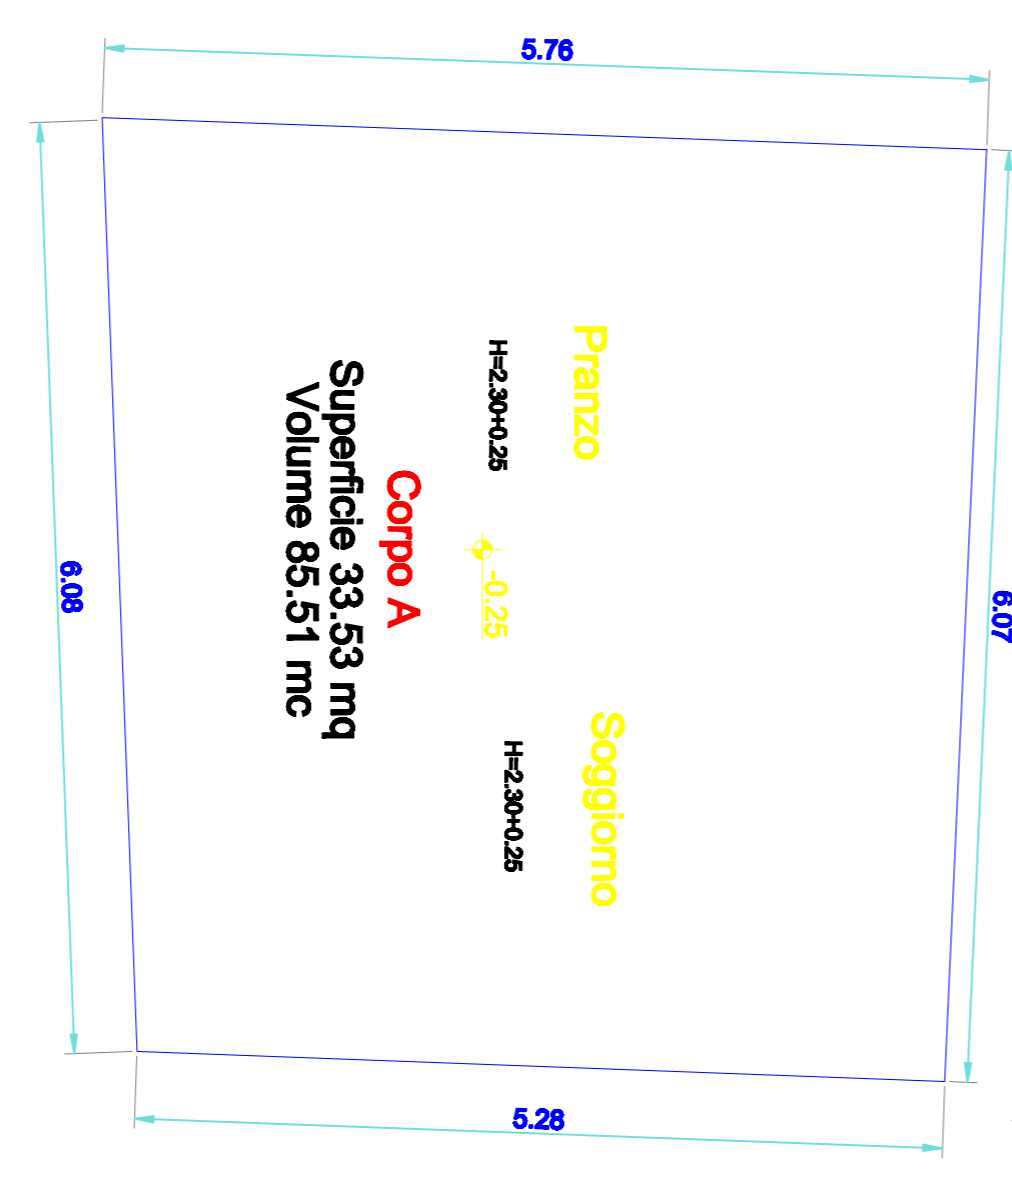 5.76
6.08
6.07
5.28
Pranzo
H=2.30+0.25
Soggiorno
H=2.30+0.25
-0.25
Corpo A
Superficie 33.53 mq
Volume 85.51 mc